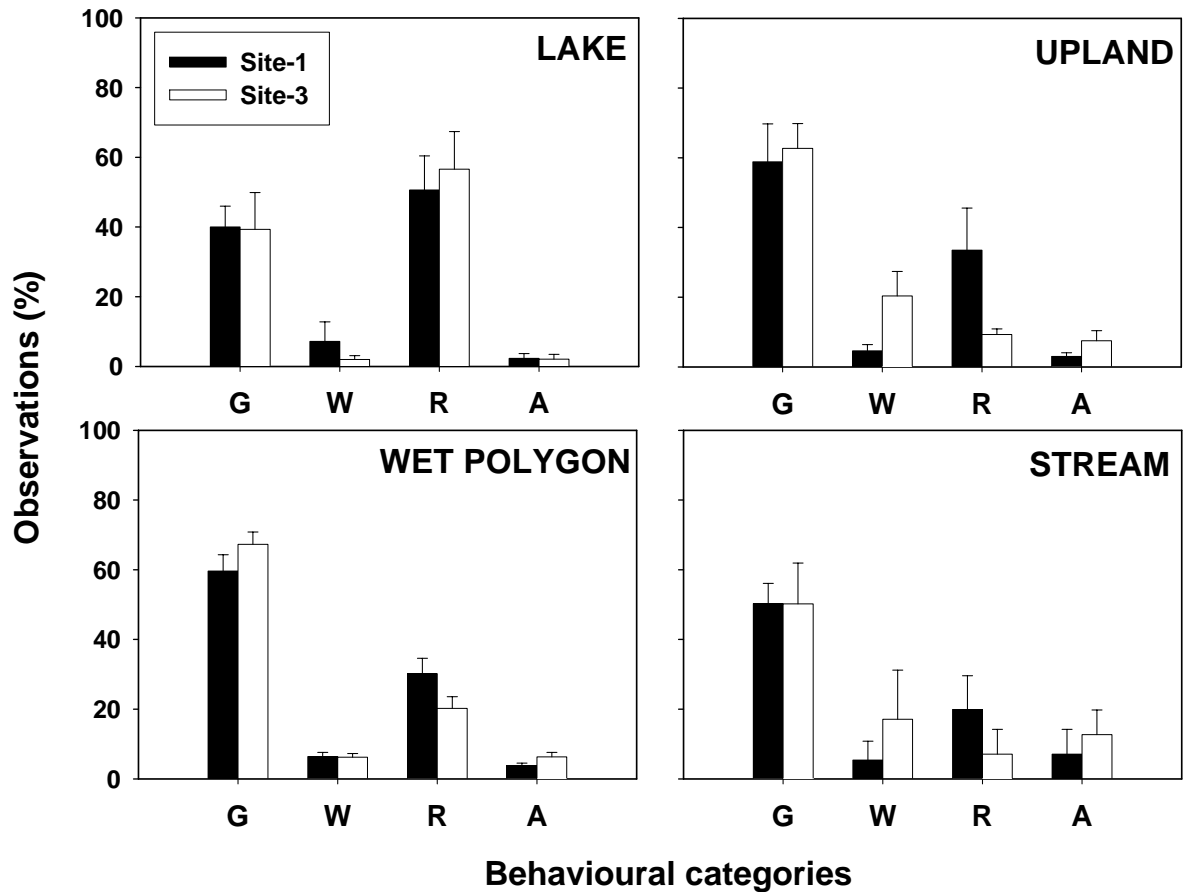 100
80
60
40
20
0
LAKE
Site-1
Site-3
G W R A
UPLAND
G W R A
Observations (%)
100
80
60
40
20
0
WET POLYGON
G W R A
STREAM
G W R A
Behavioural categories